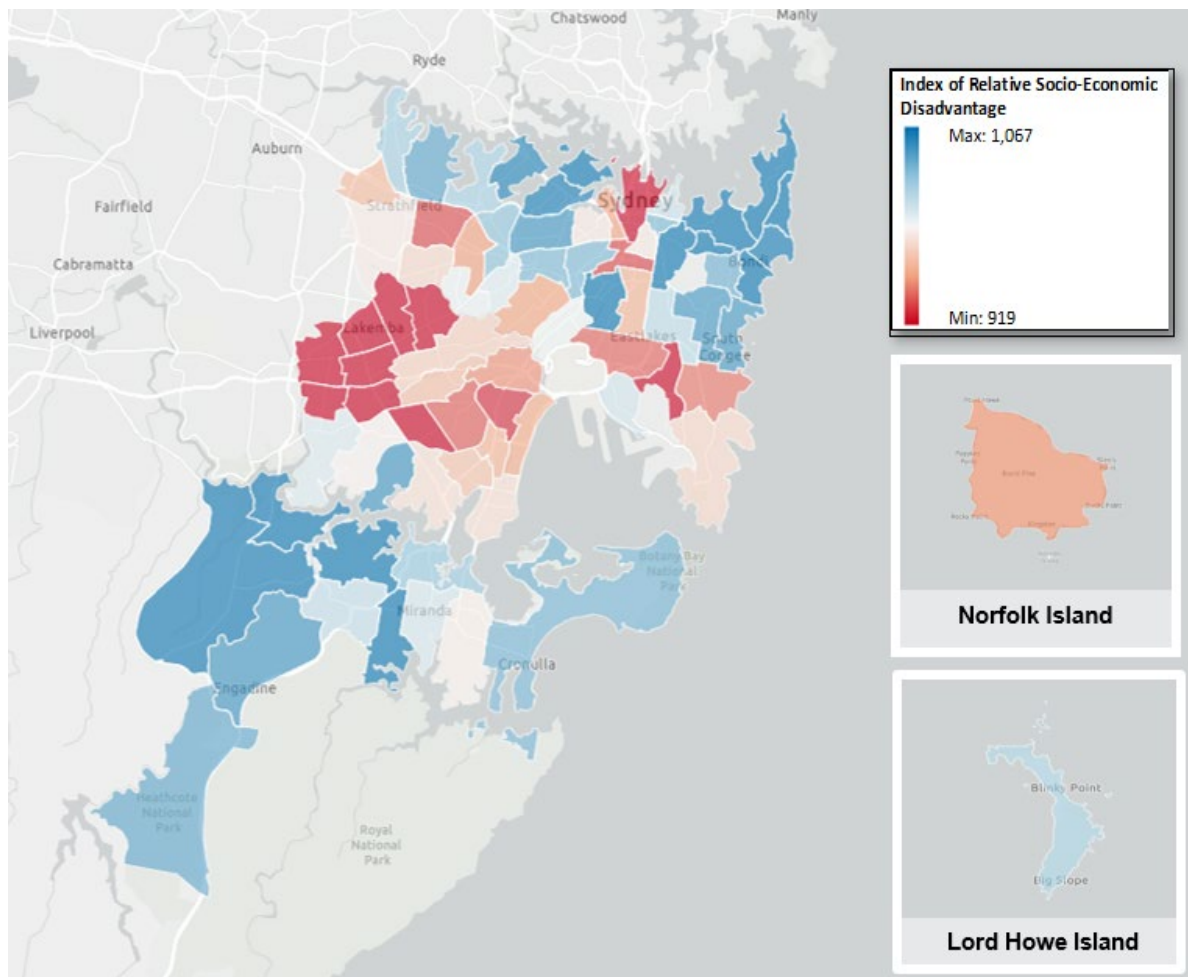 Chatswood
Manly
Ryde
Auburn
Fairfield
Strathfield
Sydney
Cabramatta
Bondi
Liverpool
Lakemba
Eastlakes
South
Coogee
Botany Bay
National
Park
Miranda
Cronulla
Engadine
Heathcote
National
Park
Royal
National
Park
Index of Relative Socio-Economic
Disadvantage
Max: 1,067
Min: 919
Norfolk Island
Blinky Point
Big Slope
Lord Howe Island